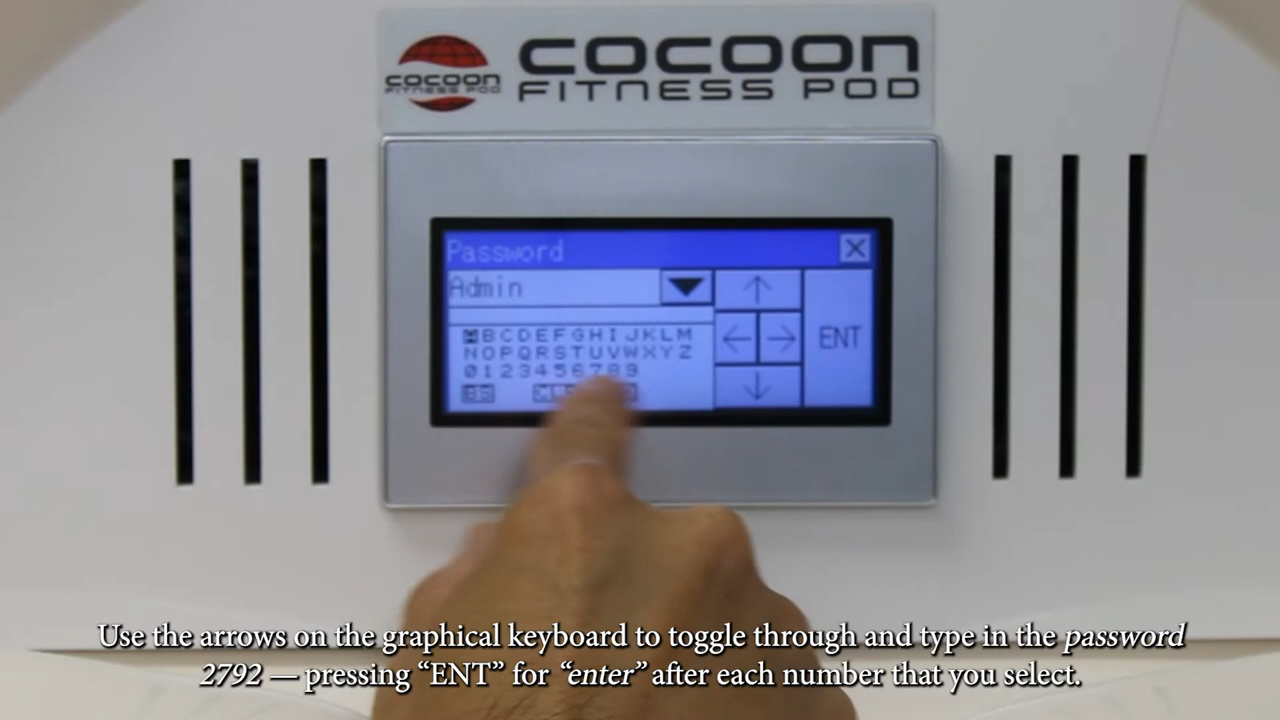 COCOON
FITNESS POD
COCOON
FITNESS POD
Password
Admin
ABCDEFGHIJKLM
NOPQRSTUVWXYZ
0123456789
BS
ENT
Use the arrows on the graphical keyboard to toggle through and type in the password
2792 — pressing “ENT” for “enter” after each number that you select.